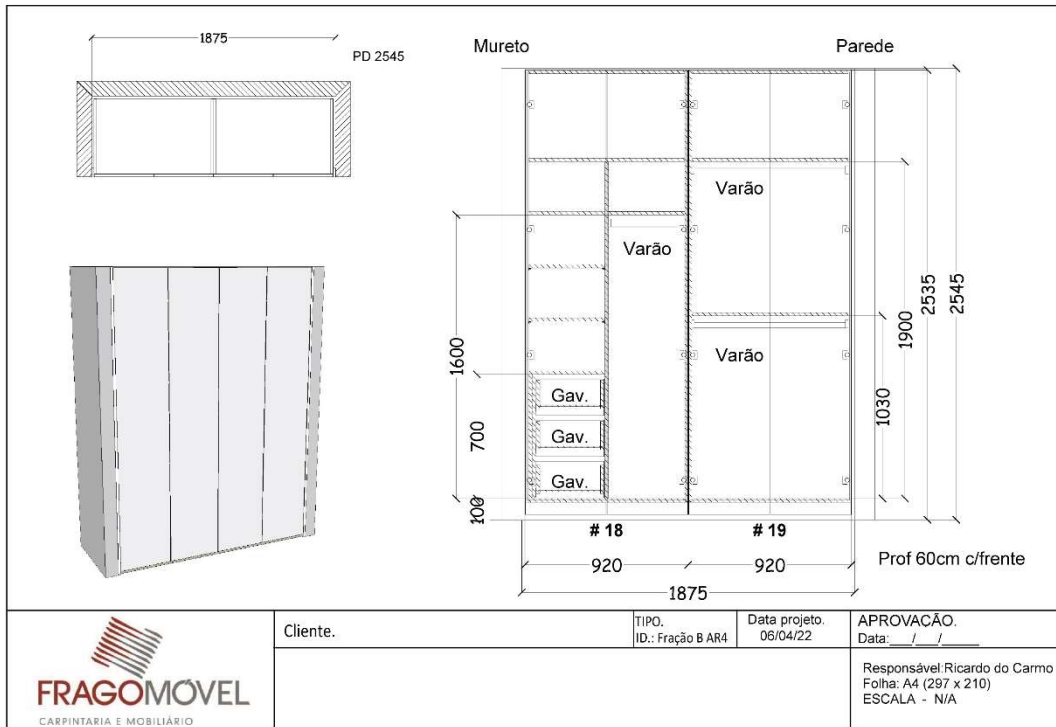 1875
PD 2545
Mureto
Parede
Varão
Varão
Varão
Gav.
Gav.
Gav.
1600
700
100
1030
1900
2535
2545
# 18
# 19
920
920
1875
Prof 60cm c/frente
FRAGOMÓVEL
CARPINTARIA E MOBILIÁRIO
Cliente.
TIPO.
ID.: Fração B AR4
Data projeto.
06/04/22
APROVAÇÃO.
Data:___/___/_____
Responsável:Ricardo do Carmo
Folha: A4 (297 x 210)
ESCALA - N/A